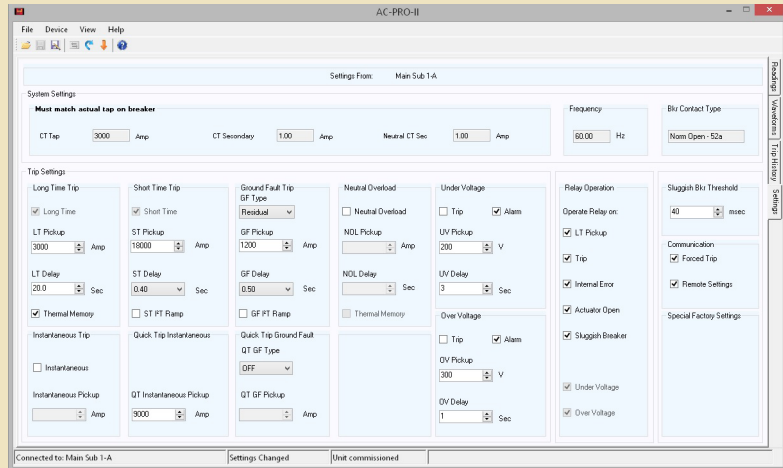 AC-PRO-II
File Device View Help
Settings From: Main Sub 1-A
System Settings
Must match actual tap on breaker
CT Tap 3000 Amp CT Secondary 1.00 Amp Neutral CT Sec 1.00 Amp
Frequency
60.00 Hz
Bkr Contact Type
Norm Open - 52a
Readings
Waveforms
Trip History
Settings
Trip Settings
Long Time Trip
Long Time
LT Pickup
3000 Amp
LT Delay
20.0 Sec
Thermal Memory
Short Time Trip
Short Time
ST Pickup
18000 Amp
ST Delay
0.40 Sec
ST I²T Ramp
Ground Fault Trip
GF Type
Residual
GF Pickup
1200 Amp
GF Delay
0.50 Sec
GF I²T Ramp
Neutral Overload
Neutral Overload
NOL Pickup
Amp
NOL Delay
Sec
Thermal Memory
Under Voltage
Trip Alarm
UV Pickup
200 V
UV Delay
3 Sec
Relay Operation
Operate Relay on:
LT Pickup
Trip
Internal Error
Actuator Open
Sluggish Breaker
Under Voltage
Over Voltage
Sluggish Bkr Threshold
40 msec
Communication
Forced Trip
Remote Settings
Special Factory Settings
Instantaneous Trip
Instantaneous
Instantaneous Pickup
Amp
Quick Trip Instantaneous
QT Instantaneous Pickup
9000 Amp
Quick Trip Ground Fault
QT GF Type
OFF
QT GF Pickup
Amp
Over Voltage
Trip Alarm
OV Pickup
300 V
OV Delay
1 Sec
Connected to: Main Sub 1-A Settings Changed Unit commissioned